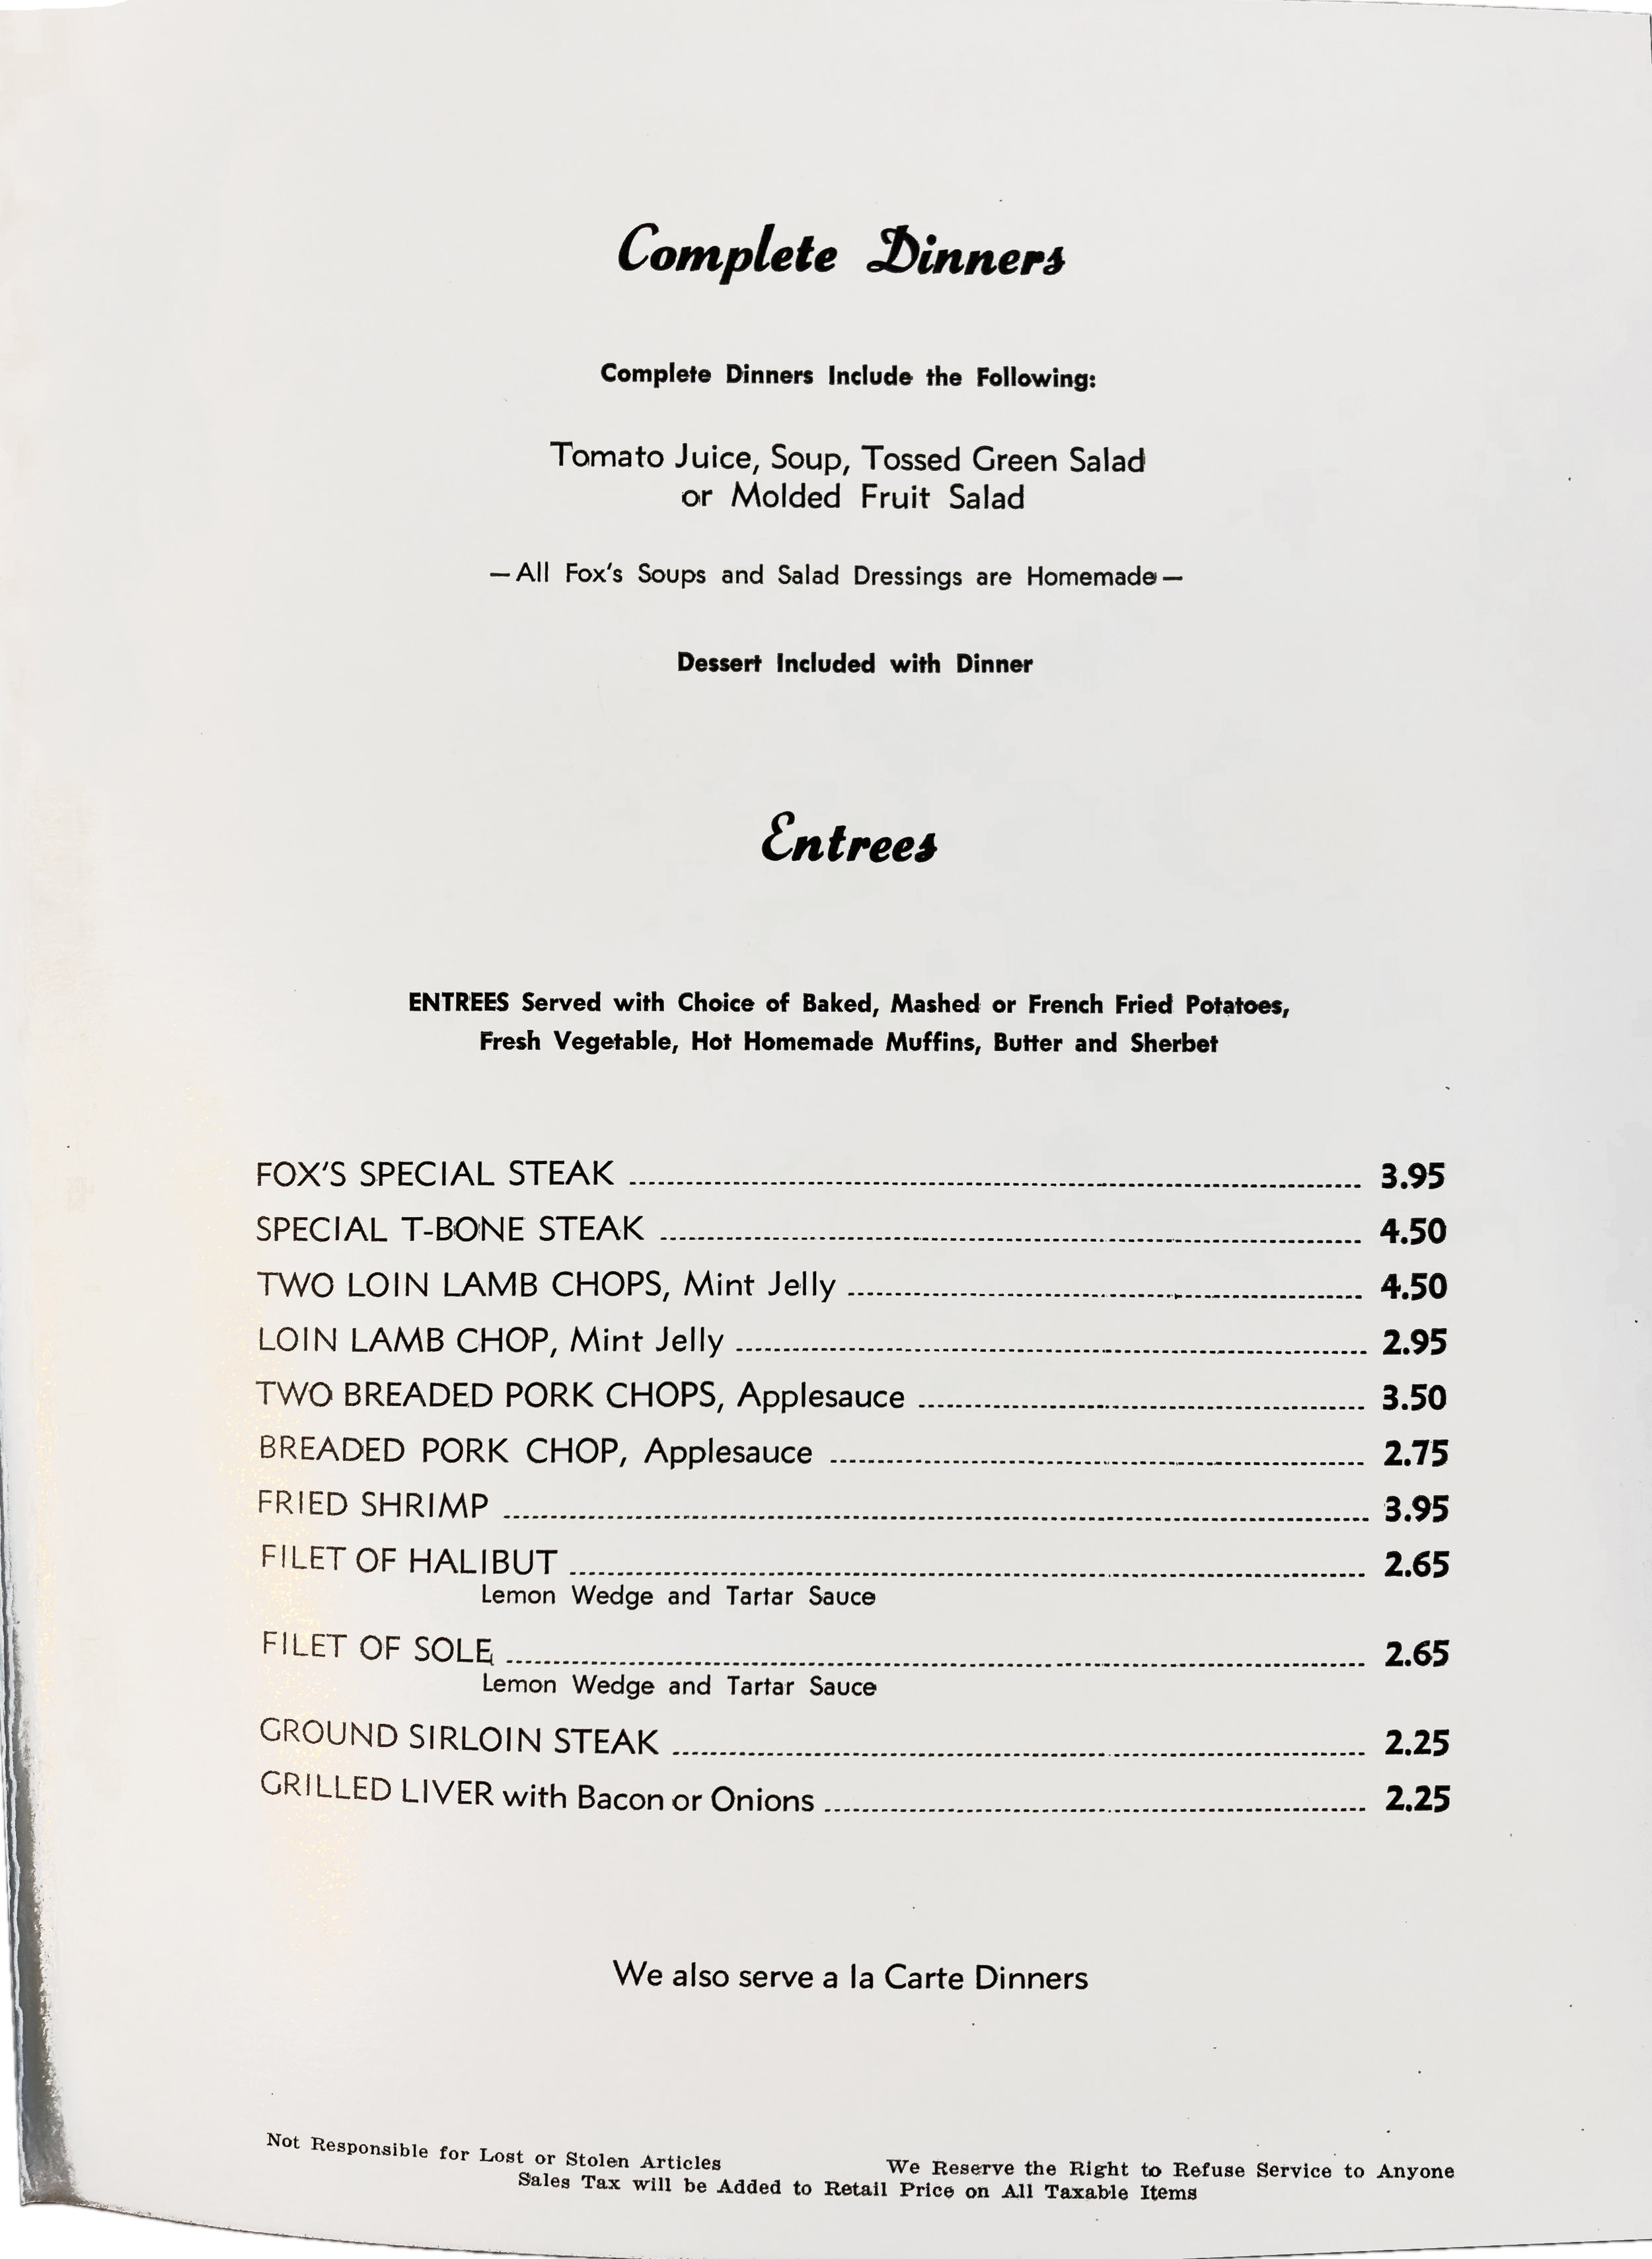 Complete Dinners
Complete Dinners Include the Following:
Tomato Juice, Soup, Tossed Green Salad
or Molded Fruit Salad
—All Fox's Soups and Salad Dressings are Homemade—
Dessert Included with Dinner
Entrees
ENTREES Served with Choice of Baked, Mashed or French Fried Potatoes,
Fresh Vegetable, Hot Homemade Muffins, Butter and Sherbet
FOX'S SPECIAL STEAK 3.95
SPECIAL T-BONE STEAK 4.50
TWO LOIN LAMB CHOPS, Mint Jelly 4.50
LOIN LAMB CHOP, Mint Jelly 2.95
TWO BREADED PORK CHOPS, Applesauce 3.50
BREADED PORK CHOP, Applesauce 2.75
FRIED SHRIMP 3.95
FILET OF HALIBUT 2.65
Lemon Wedge and Tartar Sauce
FILET OF SOLE 2.65
Lemon Wedge and Tartar Sauce
GROUND SIRLOIN STEAK 2.25
GRILLED LIVER with Bacon or Onions 2.25
We also serve a la Carte Dinners
Not Responsible for Lost or Stolen Articles We Reserve the Right to Refuse Service to Anyone
Sales Tax will be Added to Retail Price on All Taxable Items